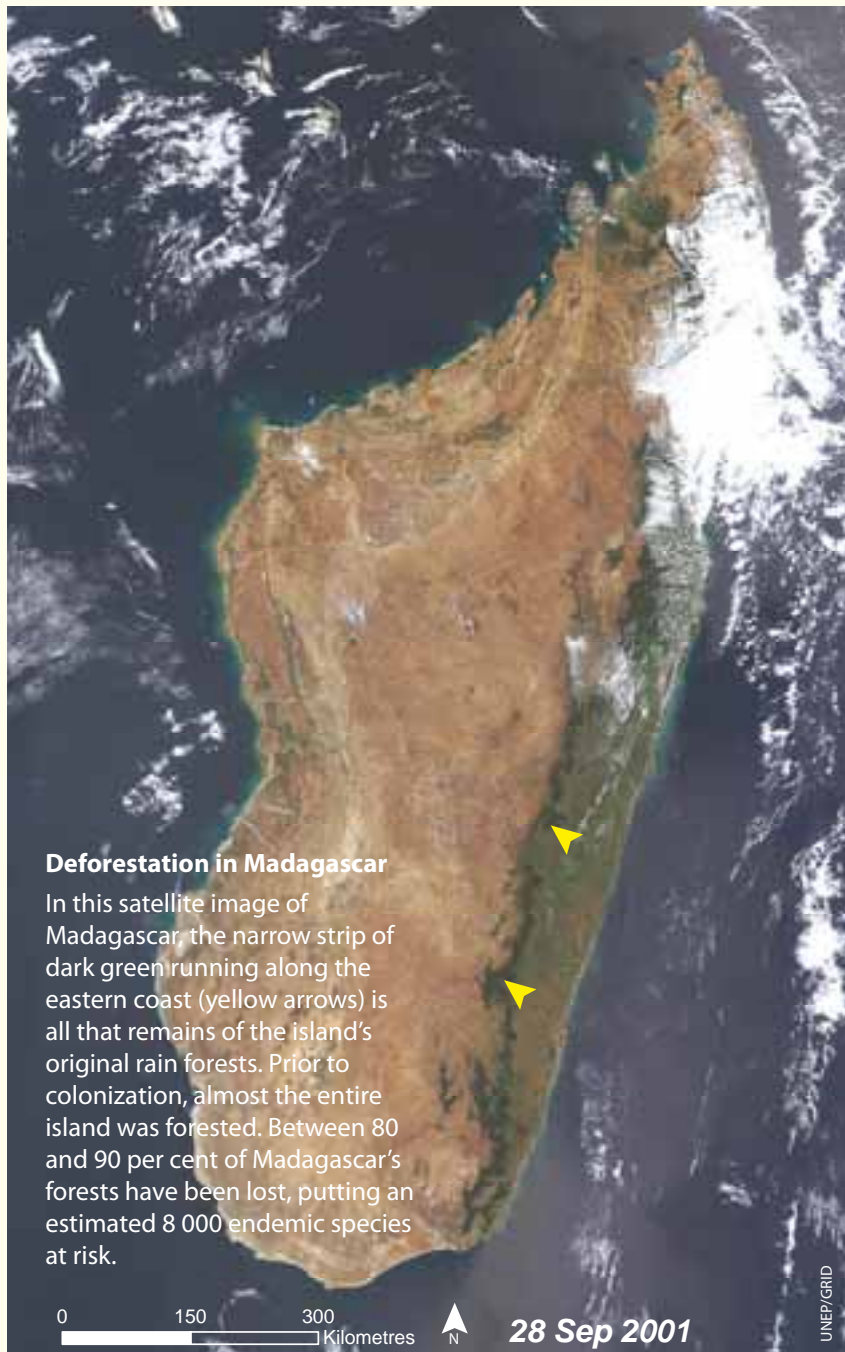 Deforestation in Madagascar
In this satellite image of
Madagascar, the narrow strip of
dark green running along the
eastern coast (yellow arrows) is
all that remains of the island's
original rain forests. Prior to
colonization, almost the entire
island was forested. Between 80
and 90 per cent of Madagascar's
forests have been lost, putting an
estimated 8 000 endemic species
at risk.
0 150 300
Kilometres
N
28 Sep 2001
UNEP/GRID